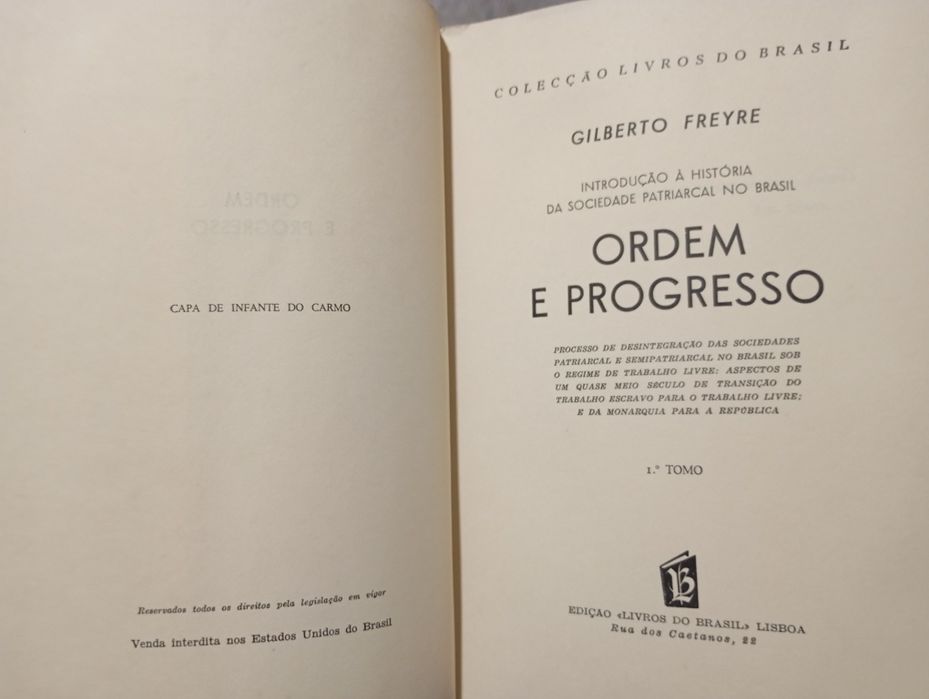 CAPA DE INFANTE DO CARMO
Reservados todos os direitos pela legislação em vigor
Venda interdita nos Estados Unidos do Brasil
COLECÇÃO LIVROS DO BRASIL
GILBERTO FREYRE
INTRODUÇÃO À HISTÓRIA
DA SOCIEDADE PATRIARCAL NO BRASIL
ORDEM
E PROGRESSO
PROCESSO DE DESINTEGRAÇÃO DAS SOCIEDADES
PATRIARCAL E SEMIPATRIARCAL NO BRASIL SOB
O REGIME DE TRABALHO LIVRE: ASPECTOS DE
UM QUASE MEIO SÉCULO DE TRANSIÇÃO DO
TRABALHO ESCRAVO PARA O TRABALHO LIVRE;
E DA MONARQUIA PARA A REPÚBLICA
1.º TOMO
LB
EDIÇÃO «LIVROS DO BRASIL» LISBOA
Rua dos Caetanos, 22